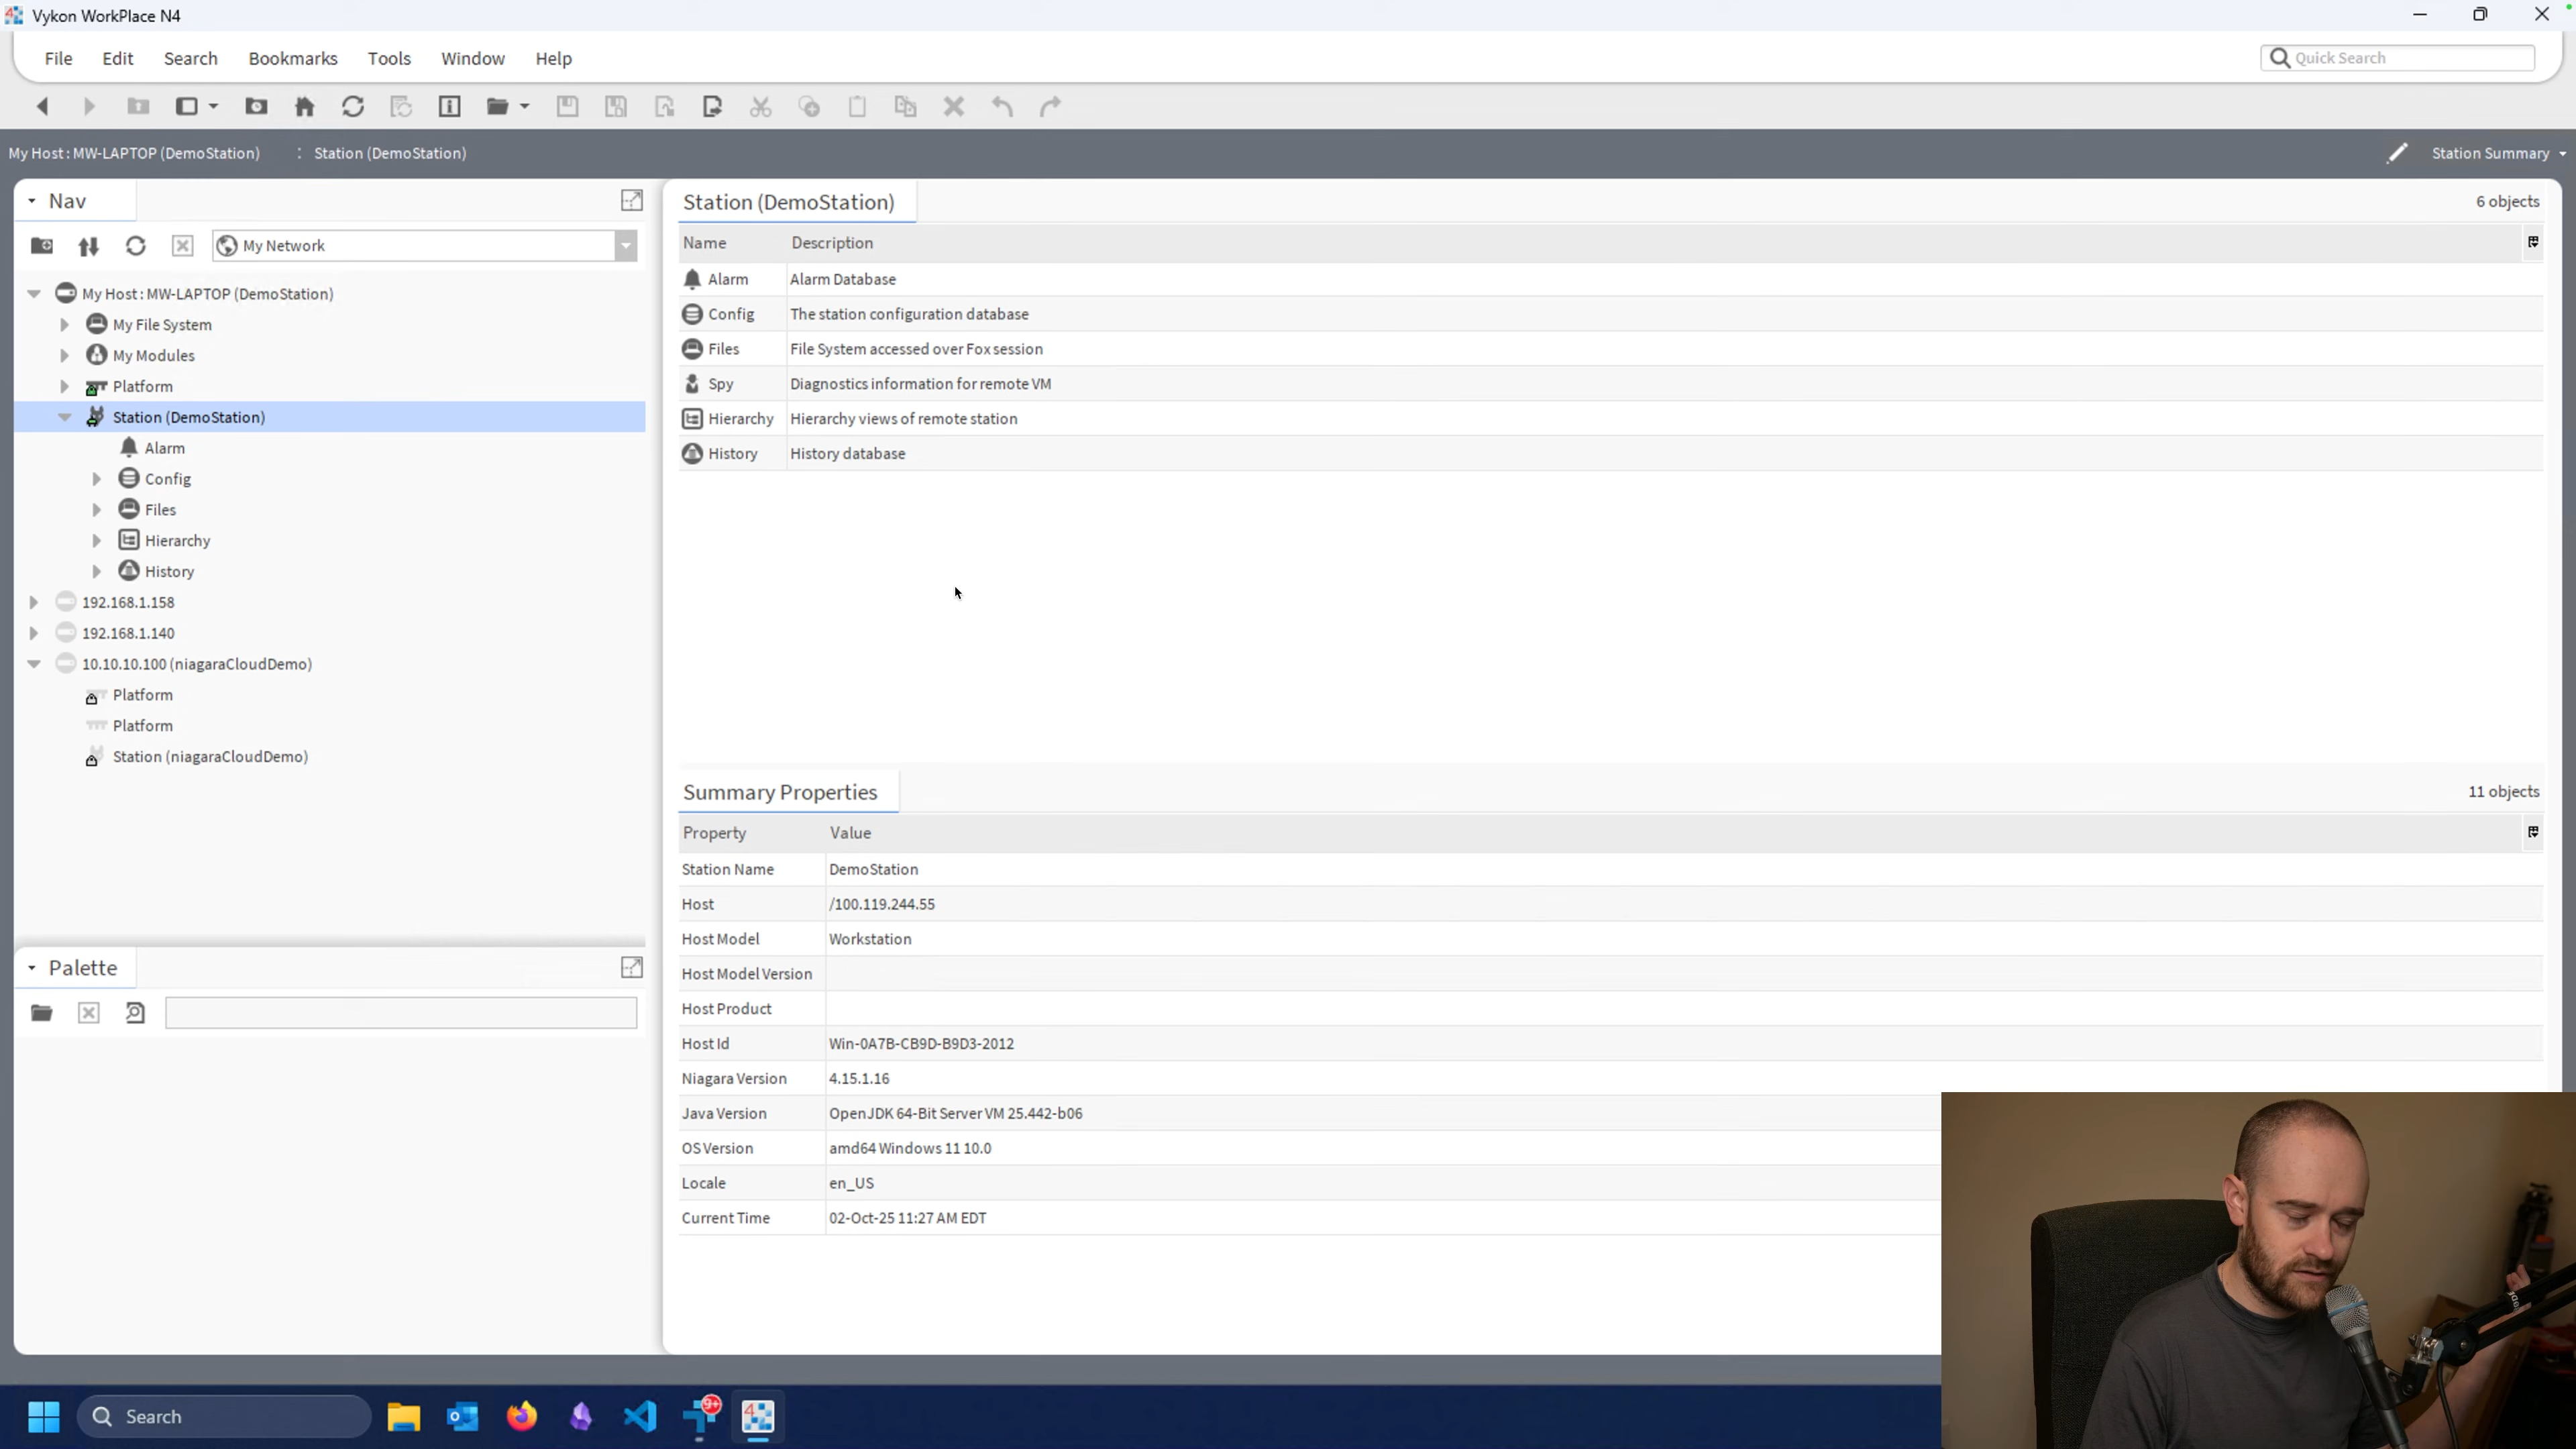 Vykon WorkPlace N4
File Edit Search Bookmarks Tools Window Help
Quick Search
My Host : MW-LAPTOP (DemoStation) : Station (DemoStation)
Station Summary
Nav
My Network
My Host : MW-LAPTOP (DemoStation)
My File System
My Modules
Platform
Station (DemoStation)
Alarm
Config
Files
Hierarchy
History
192.168.1.158
192.168.1.140
10.10.10.100 (niagaraCloudDemo)
Platform
Platform
Station (niagaraCloudDemo)
Palette
Station (DemoStation)
6 objects
Name Description
Alarm Alarm Database
Config The station configuration database
Files File System accessed over Fox session
Spy Diagnostics information for remote VM
Hierarchy Hierarchy views of remote station
History History database
Summary Properties
11 objects
Property Value
Station Name DemoStation
Host /100.119.244.55
Host Model Workstation
Host Model Version
Host Product
Host Id Win-0A7B-CB9D-B9D3-2012
Niagara Version 4.15.1.16
Java Version OpenJDK 64-Bit Server VM 25.442-b06
OS Version amd64 Windows 11 10.0
Locale en_US
Current Time 02-Oct-25 11:27 AM EDT
Search
9+
4